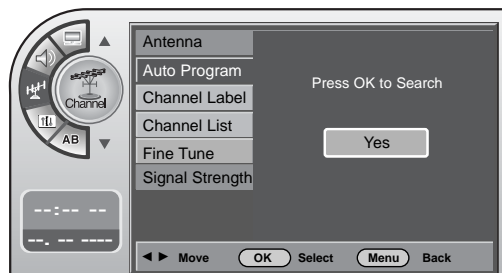 Antenna
Auto Program
Channel Label
Channel List
Fine Tune
Signal Strength
Press OK to Search
Yes
Channel
AB
--:-- --
--. -- ----
◄ ► Move OK Select Menu Back